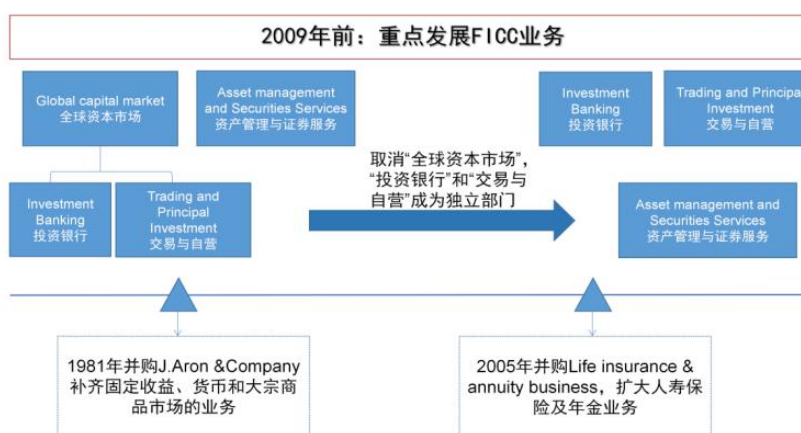 2009年前：重点发展FICC业务
Global capital market
全球资本市场
Asset management
and Securities Services
资产管理与证券服务
Investment
Banking
投资银行
Trading and Principal
Investment
交易与自营
取消“全球资本市场”，
“投资银行”和“交易与
自营”成为独立部门
Investment
Banking
投资银行
Trading and
Principal
Investment
交易与自营
Asset management and
Securities Services
资产管理与证券服务
1981年并购J.Aron &Company
补齐固定收益、货币和大宗商
品市场的业务
2005年并购Life insurance &
annuity business，扩大人寿保
险及年金业务